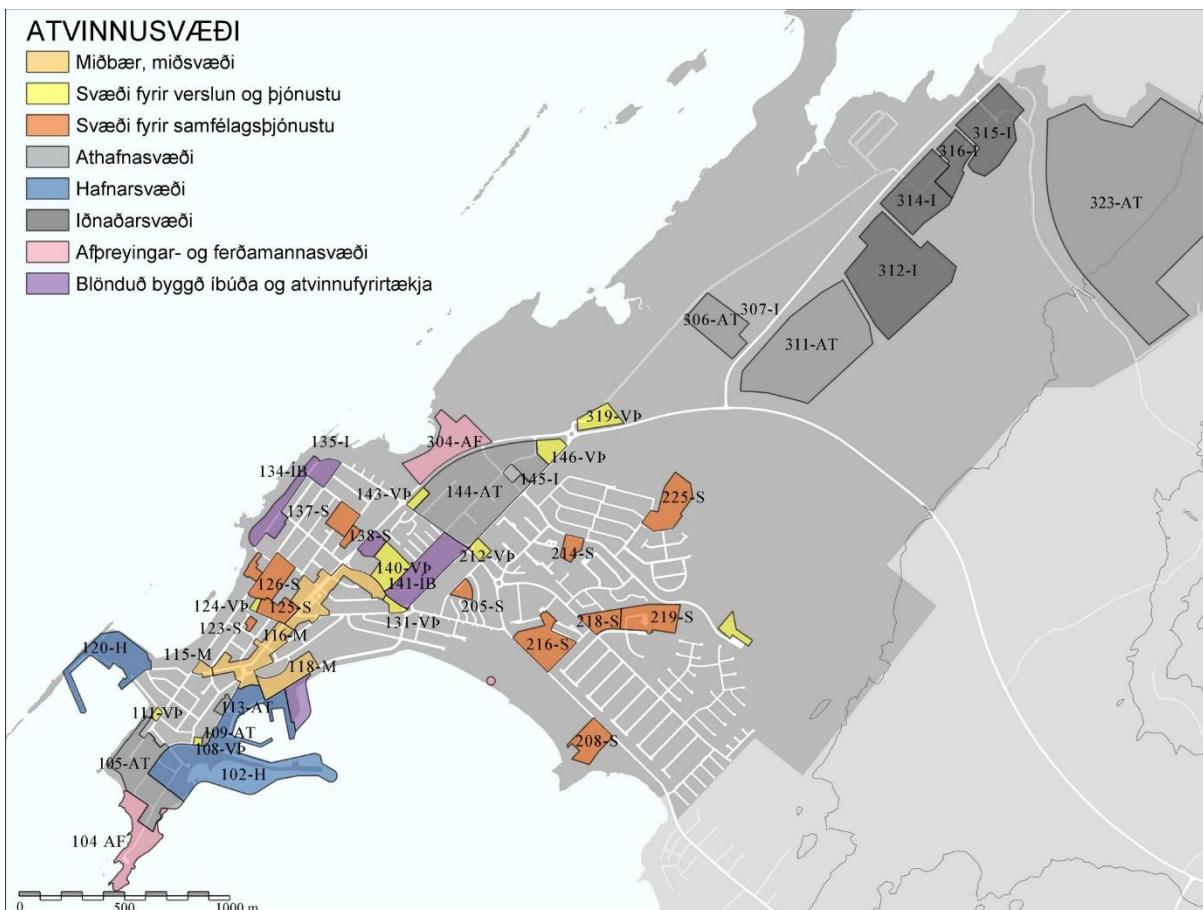 ATVINNUSVÆÐI
Miðbær, miðsvæði
Svæði fyrir verslun og þjónustu
Svæði fyrir samfélagsþjónustu
Athafnasvæði
Hafnarsvæði
Iðnaðarsvæði
Afþreyingar- og ferðamannasvæði
Blönduð byggð íbúða og atvinnufyrirtækja
315-I
316-I
314-I
323-AT
312-I
307-I
306-AT
311-AT
319-VÞ
304-AF
135-I
146-VÞ
134-ÍB
145-I
143-VÞ
144-AT
225-S
137-S
138-S
212-VÞ
214-S
140-VÞ
141-ÍB
126-S
205-S
124-VÞ
125-S
131-VÞ
123-S
218-S
219-S
116-M
216-S
120-H
115-M
118-M
113-AT
111-VÞ
109-AT
108-VÞ
208-S
105-AT
102-H
104 AF
0 500 1000 m